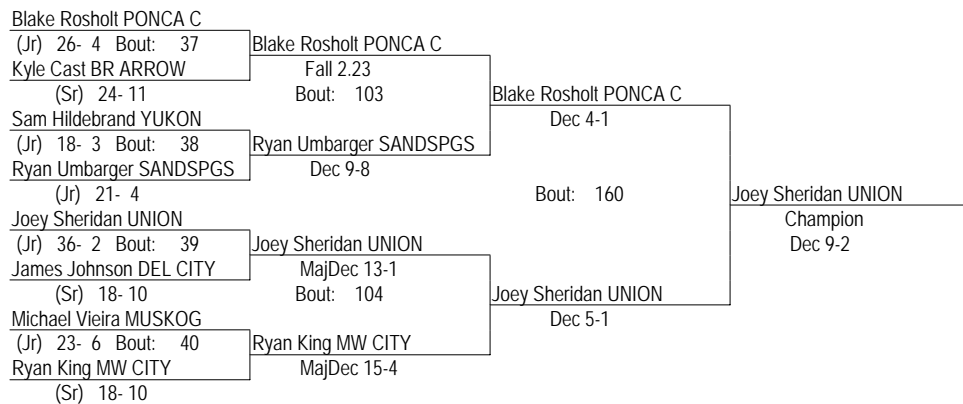 Blake Rosholt PONCA C
(Jr) 26- 4 Bout: 37
Kyle Cast BR ARROW
(Sr) 24- 11
Sam Hildebrand YUKON
(Jr) 18- 3 Bout: 38
Ryan Umbarger SANDSPGS
(Jr) 21- 4
Joey Sheridan UNION
(Jr) 36- 2 Bout: 39
James Johnson DEL CITY
(Sr) 18- 10
Michael Vieira MUSKOG
(Jr) 23- 6 Bout: 40
Ryan King MW CITY
(Sr) 18- 10
Blake Rosholt PONCA C
Fall 2.23
Bout: 103
Ryan Umbarger SANDSPGS
Dec 9-8
Joey Sheridan UNION
MajDec 13-1
Bout: 104
Ryan King MW CITY
MajDec 15-4
Blake Rosholt PONCA C
Dec 4-1
Bout: 160
Joey Sheridan UNION
Dec 5-1
Joey Sheridan UNION
Champion
Dec 9-2